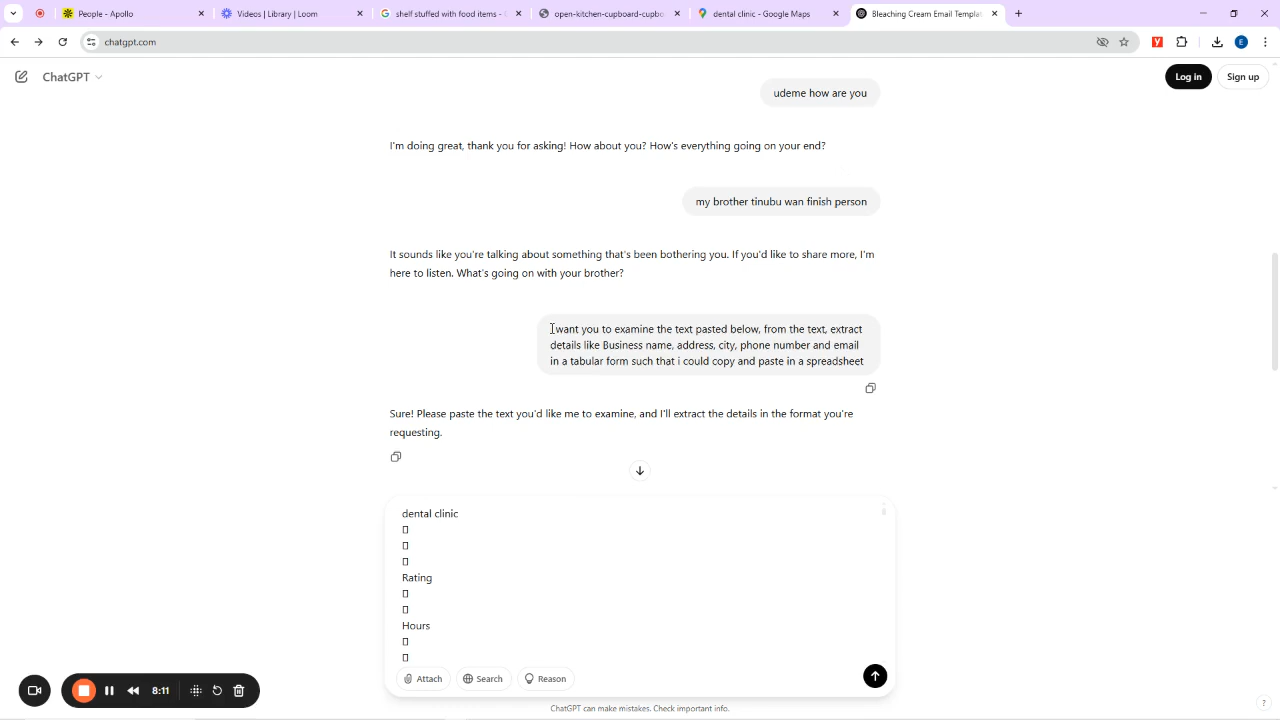 People - Apollo
Videos | Library | Loom
shelf stuffed with food items -
open-kitchen-cupboard-cupb
dental clinic - Google Maps
Bleaching Cream Email Templat
chatgpt.com
ChatGPT
Log in
Sign up
udeme how are you
I'm doing great, thank you for asking! How about you? How's everything going on your end?
my brother tinubu wan finish person
It sounds like you're talking about something that's been bothering you. If you'd like to share more, I'm
here to listen. What's going on with your brother?
I want you to examine the text pasted below, from the text, extract
details like Business name, address, city, phone number and email
in a tabular form such that i could copy and paste in a spreadsheet
Sure! Please paste the text you'd like me to examine, and I'll extract the details in the format you're
requesting.
dental clinic
Rating
Hours
Attach
Search
Reason
8:11
ChatGPT can make mistakes. Check important info.
?